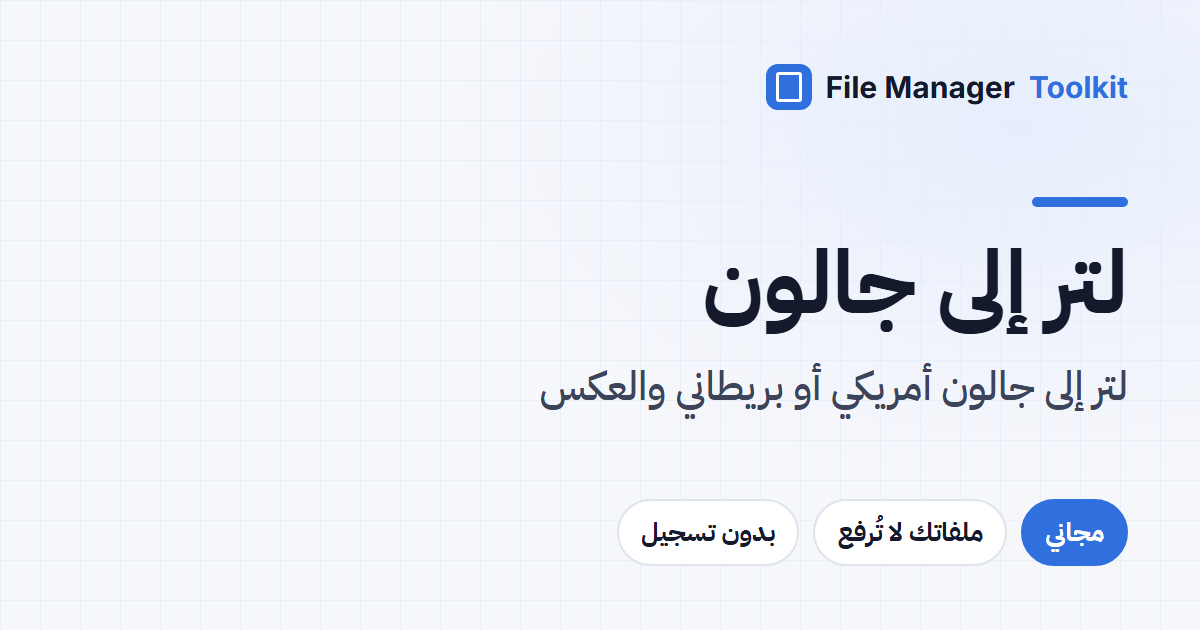 File Manager Toolkit
لتر إلى جالون
لتر إلى جالون أمريكي أو بريطاني والعكس
مجاني
ملفاتك لا تُرفع
بدون تسجيل